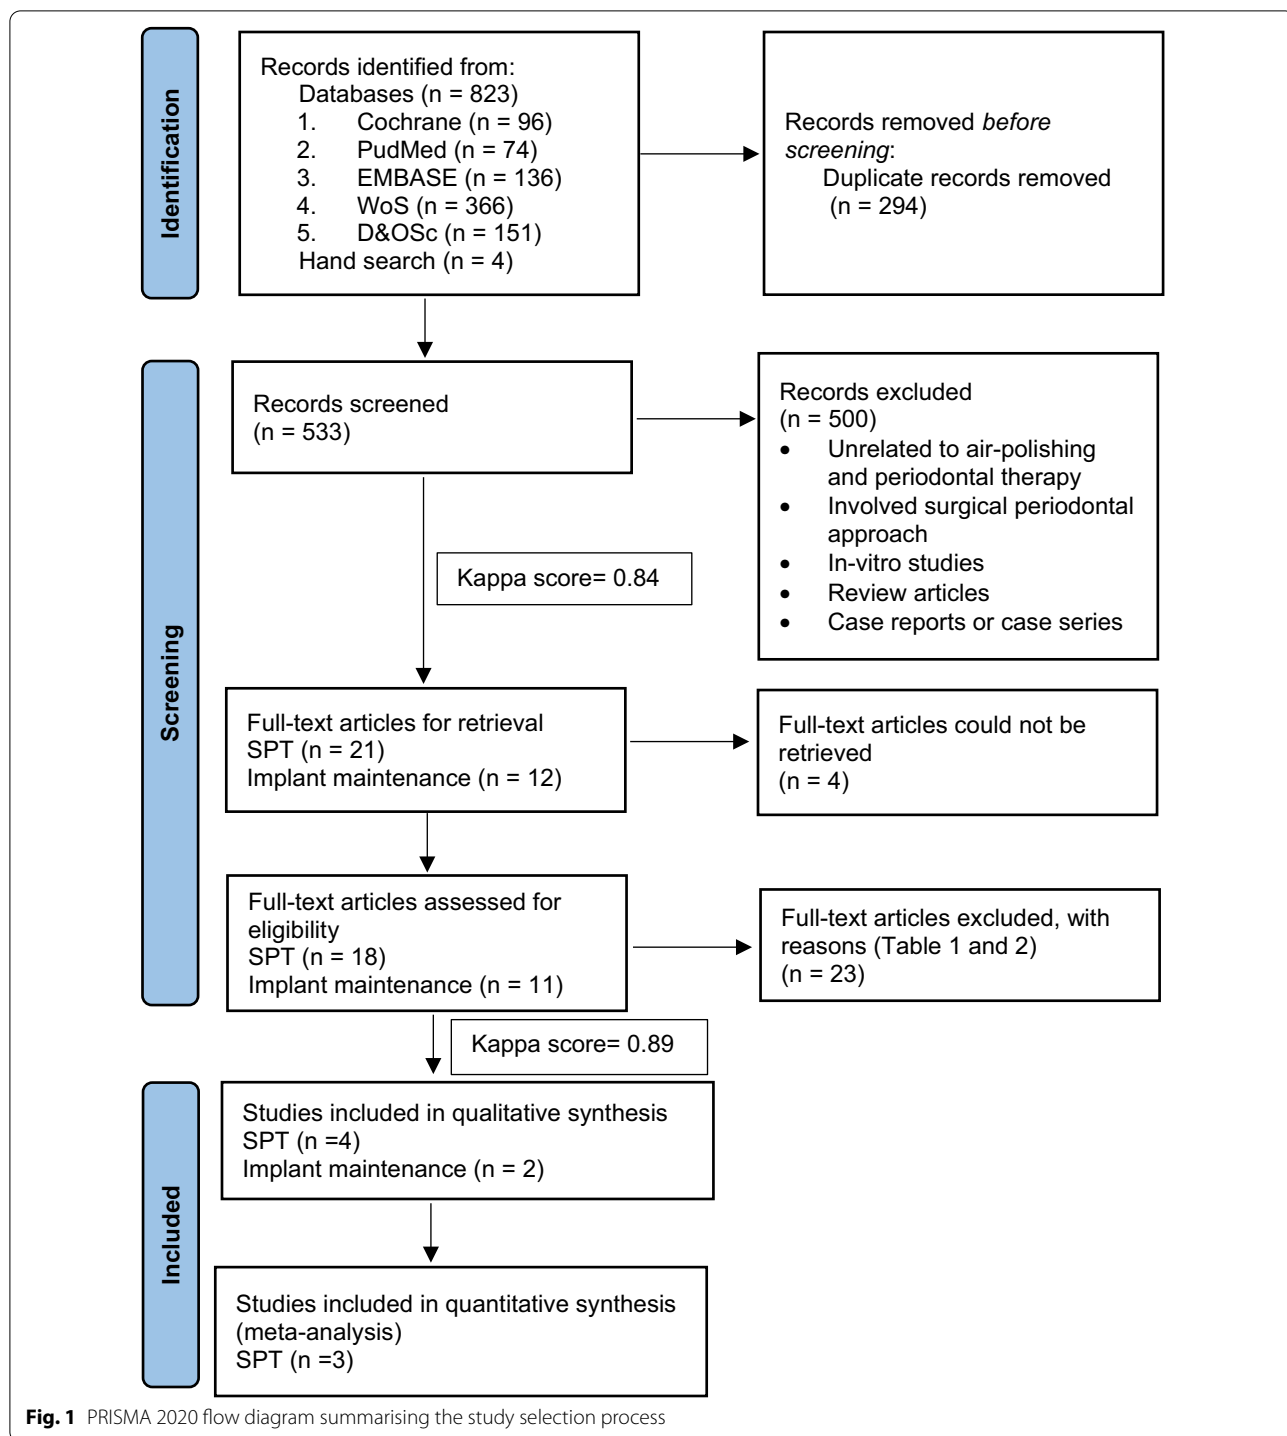 Identification
Records identified from:
Databases (n = 823)
1. Cochrane (n = 96)
2. PudMed (n = 74)
3. EMBASE (n = 136)
4. WoS (n = 366)
5. D&OSc (n = 151)
Hand search (n = 4)
Records removed before
screening:
Duplicate records removed
(n = 294)
Screening
Records screened
(n = 533)
Records excluded
(n = 500)
• Unrelated to air-polishing
and periodontal therapy
• Involved surgical periodontal
approach
• In-vitro studies
• Review articles
• Case reports or case series
Kappa score= 0.84
Full-text articles for retrieval
SPT (n = 21)
Implant maintenance (n = 12)
Full-text articles could not be
retrieved
(n = 4)
Full-text articles assessed for
eligibility
SPT (n = 18)
Implant maintenance (n = 11)
Full-text articles excluded, with
reasons (Table 1 and 2)
(n = 23)
Kappa score= 0.89
Included
Studies included in qualitative synthesis
SPT (n =4)
Implant maintenance (n = 2)
Studies included in quantitative synthesis
(meta-analysis)
SPT (n =3)
Fig. 1 PRISMA 2020 flow diagram summarising the study selection process